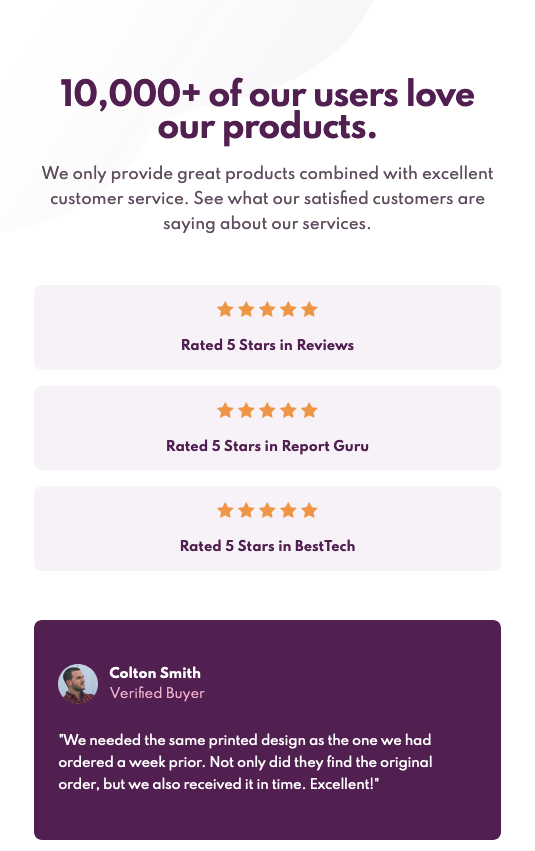 10,000+ of our users love
our products.
We only provide great products combined with excellent
customer service. See what our satisfied customers are
saying about our services.
Rated 5 Stars in Reviews
Rated 5 Stars in Report Guru
Rated 5 Stars in BestTech
Colton Smith
Verified Buyer
"We needed the same printed design as the one we had
ordered a week prior. Not only did they find the original
order, but we also received it in time. Excellent!"